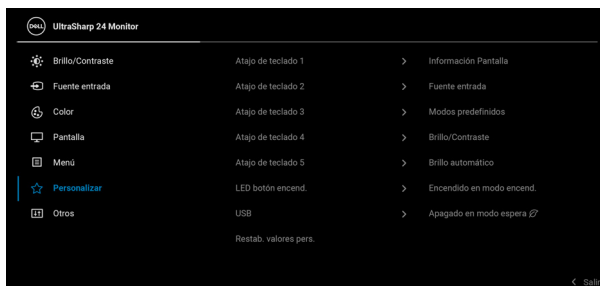 DELL UltraSharp 24 Monitor
Brillo/Contraste Atajo de teclado 1 > Información Pantalla
Fuente entrada Atajo de teclado 2 > Fuente entrada
Color Atajo de teclado 3 > Modos predefinidos
Pantalla Atajo de teclado 4 > Brillo/Contraste
Menú Atajo de teclado 5 > Brillo automático
Personalizar LED botón encend. > Encendido en modo encend.
Otros USB > Apagado en modo espera
Restab. valores pers.
< Salir